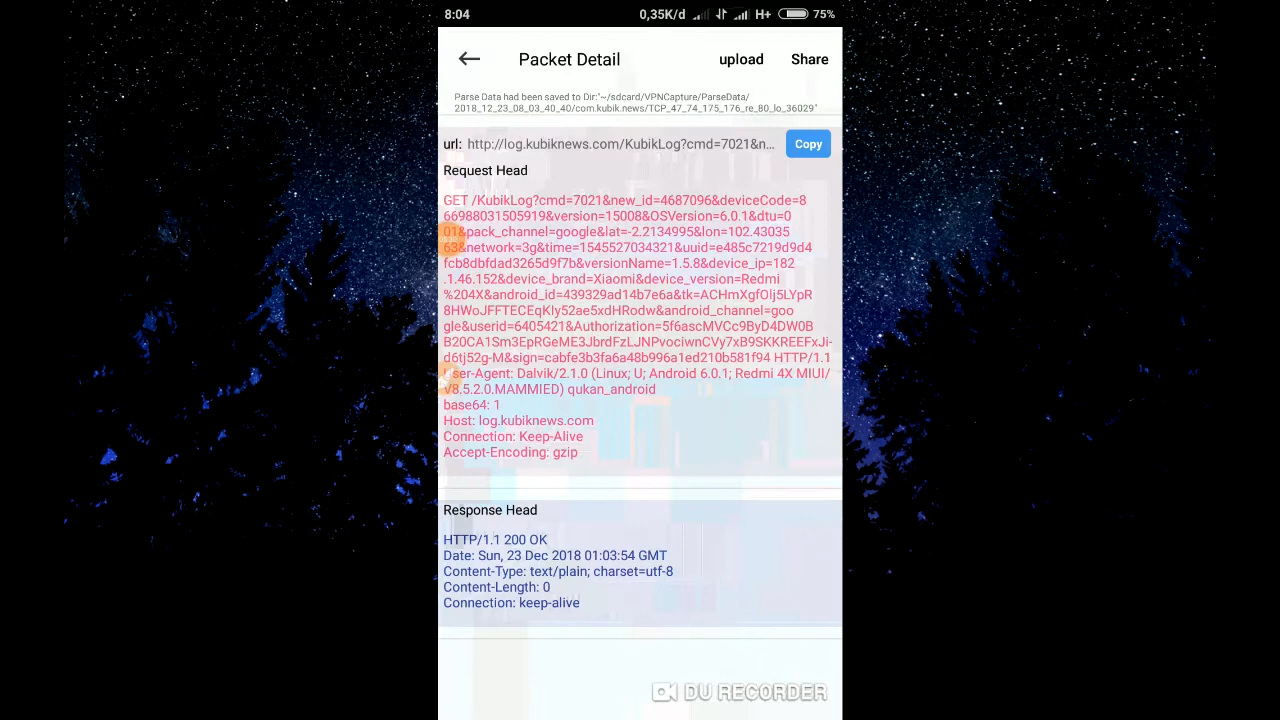 8:04 0,35K/d H+ 75%
Packet Detail upload Share
Parse Data had been saved to Dir:"~/sdcard/VPNCapture/ParseData/
2018_12_23_08_03_40_40/com.kubik.news/TCP_47_74_175_176_re_80_lo_36029"
url: http://log.kubiknews.com/KubikLog?cmd=7021&n... Copy
Request Head
GET /KubikLog?cmd=7021&new_id=4687096&deviceCode=8
66988031505919&version=15008&OSVersion=6.0.1&dtu=0
01&pack_channel=google&lat=-2.2134995&lon=102.43035
63&network=3g&time=1545527034321&uuid=e485c7219d9d4
fcb8dbfdad3265d9f7b&versionName=1.5.8&device_ip=182
.1.46.152&device_brand=Xiaomi&device_version=Redmi
%204X&android_id=439329ad14b7e6a&tk=ACHmXgfOlj5LYpR
8HWoJFFTECEqKly52ae5xdHRodw&android_channel=goo
gle&userid=6405421&Authorization=5f6ascMVCc9ByD4DW0B
B20CA1Sm3EpRGeME3JbrdFzLJNPvociwnCVy7xB9SKKREEFxJi-
d6tj52g-M&sign=cabfe3b3fa6a48b996a1ed210b581f94 HTTP/1.1
User-Agent: Dalvik/2.1.0 (Linux; U; Android 6.0.1; Redmi 4X MIUI/
V8.5.2.0.MAMMIED) qukan_android
base64: 1
Host: log.kubiknews.com
Connection: Keep-Alive
Accept-Encoding: gzip
Response Head
HTTP/1.1 200 OK
Date: Sun, 23 Dec 2018 01:03:54 GMT
Content-Type: text/plain; charset=utf-8
Content-Length: 0
Connection: keep-alive
DU RECORDER